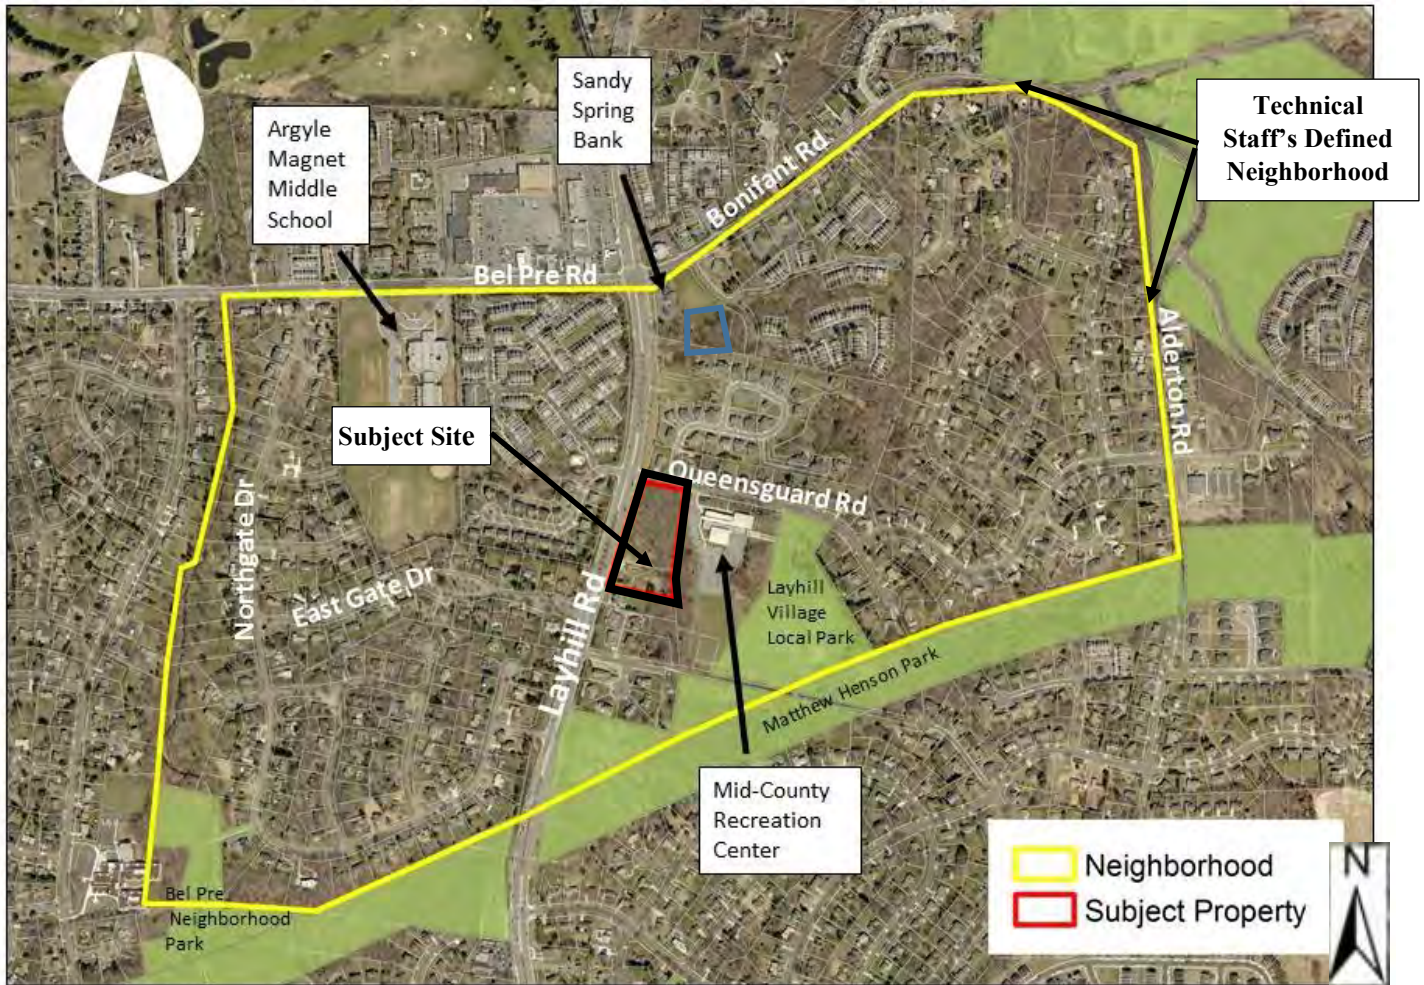 Sandy
Spring
Bank
Technical
Staff's Defined
Neighborhood
Argyle
Magnet
Middle
School
Bonifant Rd
Bel Pre Rd
Alderton Rd
Subject Site
Queensguard Rd
Northgate Dr
East Gate Dr
Layhill Rd
Layhill
Village
Local Park
Matthew Henson Park
Mid-County
Recreation
Center
Bel Pre
Neighborhood
Park
Neighborhood
Subject Property
N